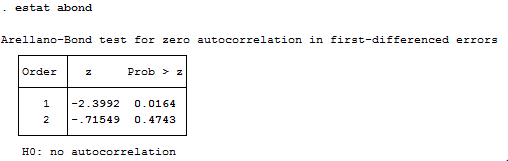 . estat abond
Arellano-Bond test for zero autocorrelation in first-differenced errors
Order z Prob > z
1 -2.3992 0.0164
2 -.71549 0.4743
H0: no autocorrelation